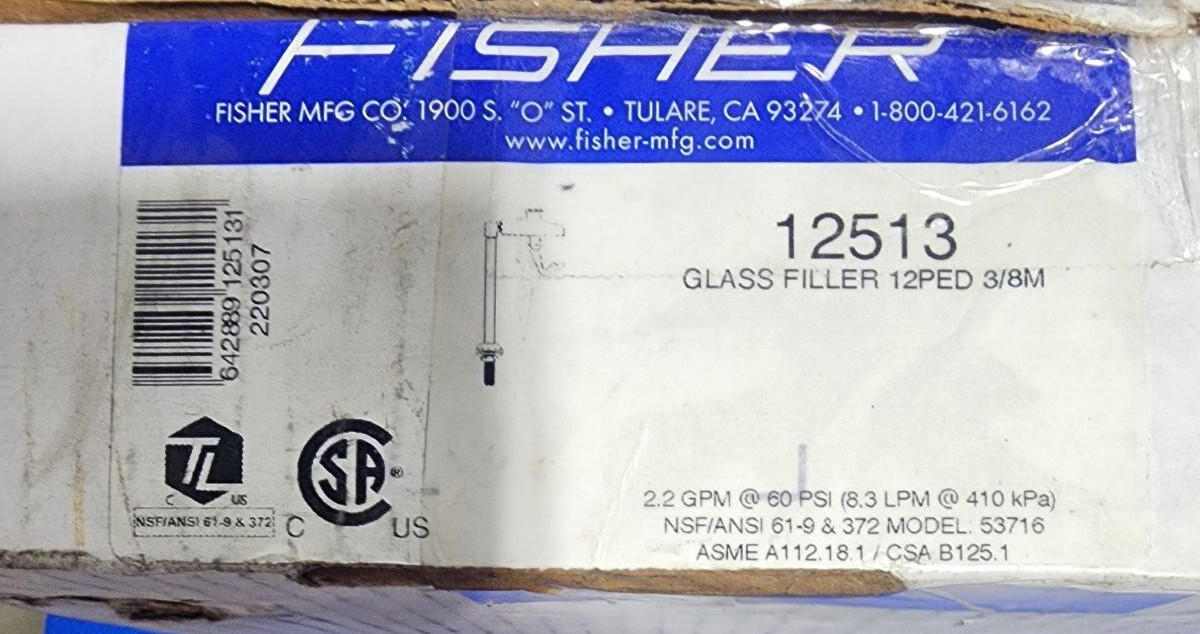 FISHER
FISHER MFG CO. 1900 S. "O" ST. • TULARE, CA 93274 • 1-800-421-6162
www.fisher-mfg.com
642889 125131
220307
12513
GLASS FILLER 12PED 3/8M
TL
C US
NSF/ANSI 61-9 & 372
CSA ®
C US
2.2 GPM @ 60 PSI (8.3 LPM @ 410 kPa)
NSF/ANSI 61-9 & 372 MODEL: 53716
ASME A112.18.1 / CSA B125.1